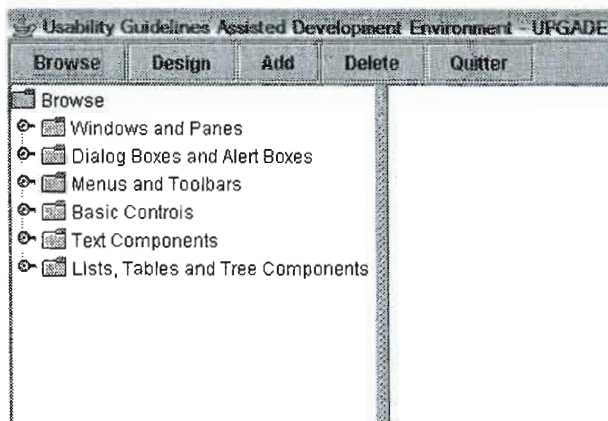 Usability Guidelines Assisted Development Environment - UPGADE
Browse Design Add Delete Quitter
Browse
Windows and Panes
Dialog Boxes and Alert Boxes
Menus and Toolbars
Basic Controls
Text Components
Lists, Tables and Tree Components